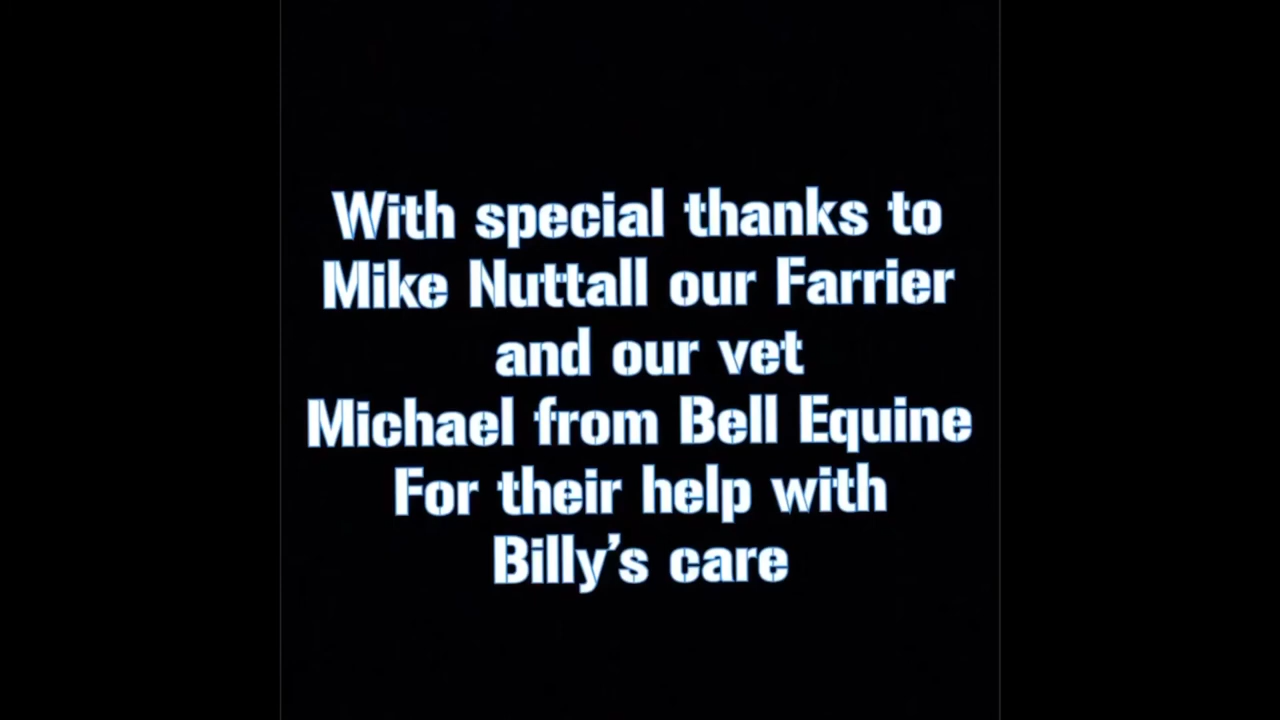 With special thanks to
Mike Nuttall our Farrier
and our vet
Michael from Bell Equine
For their help with
Billy’s care